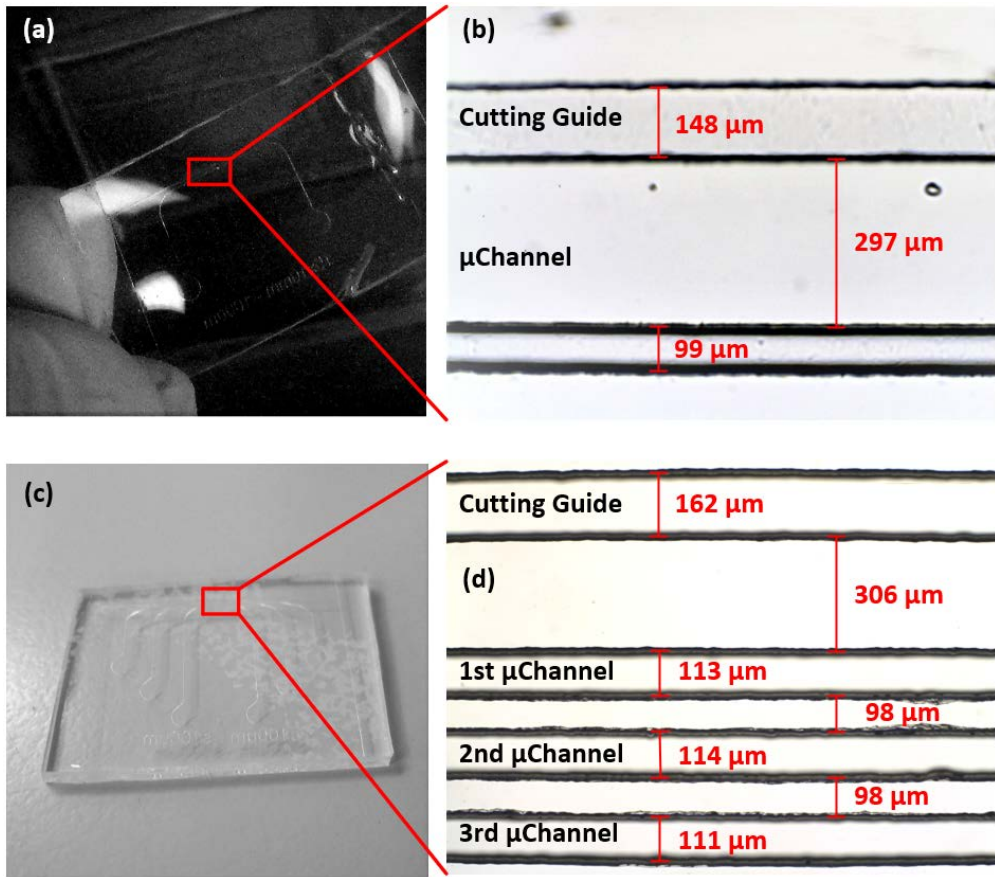 (a)
(b)
Cutting Guide
148 µm
297 µm
µChannel
99 µm
(c)
Cutting Guide
162 µm
(d)
306 µm
1st µChannel
113 µm
98 µm
2nd µChannel
114 µm
98 µm
3rd µChannel
111 µm